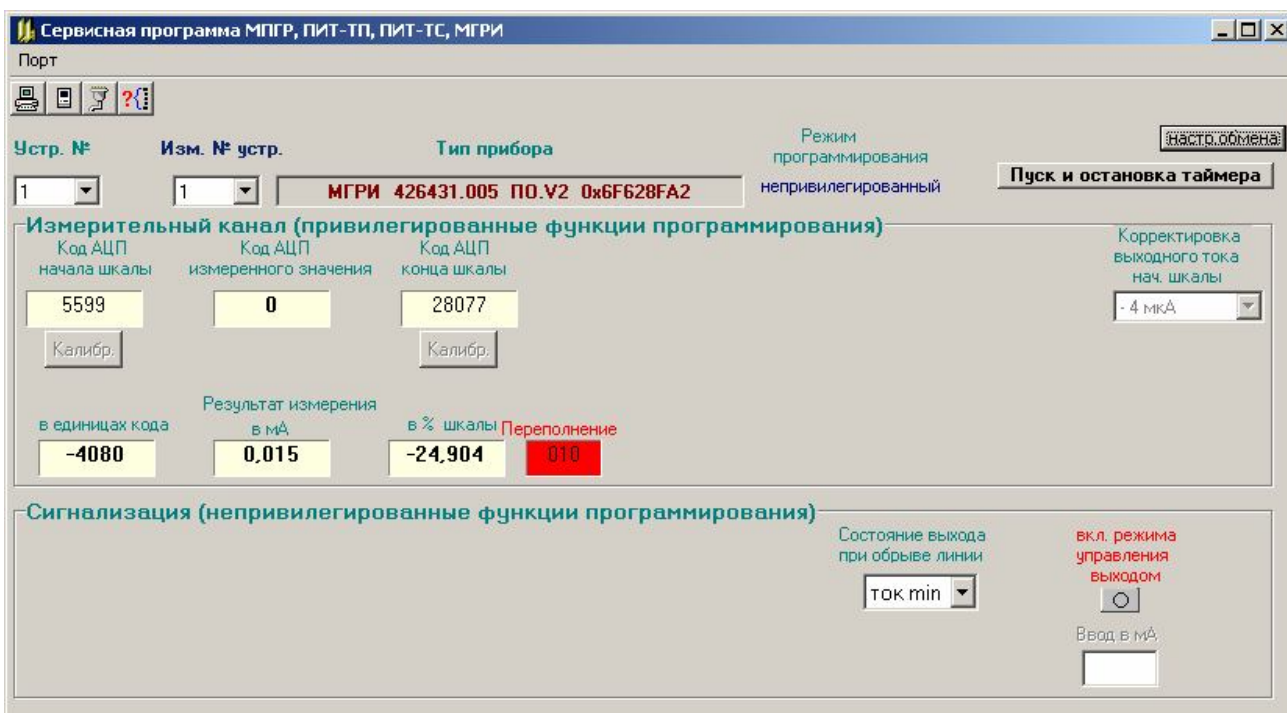 Сервисная программа МПГР, ПИТ-ТП, ПИТ-ТС, МГРИ
Порт
?{
Устр. №
Изм. № устр.
Тип прибора
Режим
программирования
настр.обмена
1
1
МГРИ 426431.005 ПО.V2 0x6F628FA2
непривилегированный
Пуск и остановка таймера
Измерительный канал (привилегированные функции программирования)
Код АЦП
начала шкалы
Код АЦП
измеренного значения
Код АЦП
конца шкалы
Корректировка
выходного тока
нач. шкалы
5599
0
28077
- 4 мкА
Калибр.
Калибр.
Результат измерения
в единицах кода
в мА
в % шкалы
Переполнение
-4080
0,015
-24,904
010
Сигнализация (непривилегированные функции программирования)
Состояние выхода
при обрыве линии
вкл. режима
управления
выходом
ток min
Ввод в мА